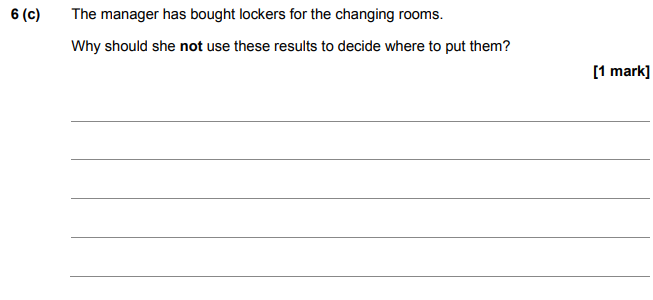 6 (c) The manager has bought lockers for the changing rooms.
Why should she not use these results to decide where to put them?
[1 mark]